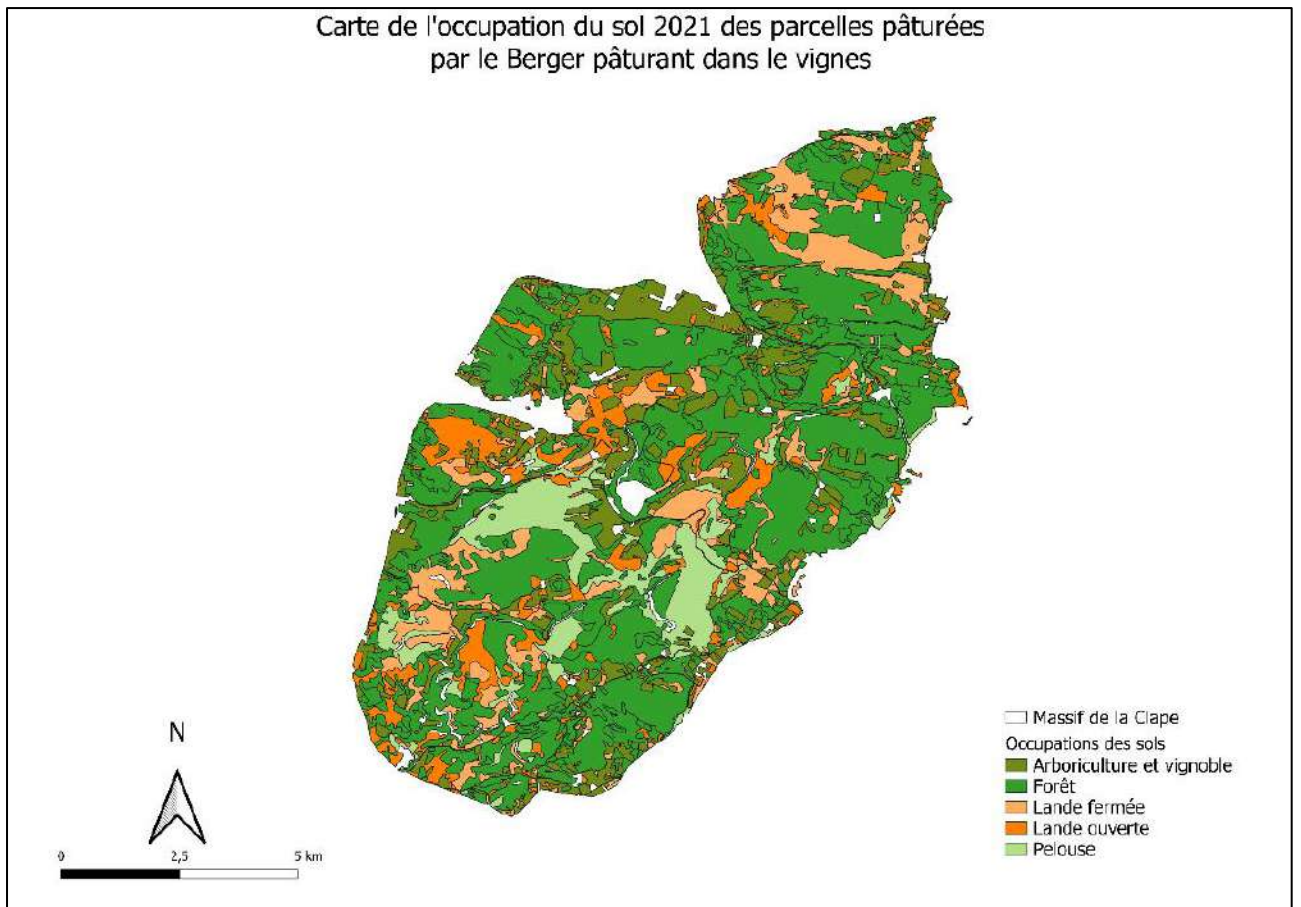 Carte de l'occupation du sol 2021 des parcelles pâturées
par le Berger pâturant dans le vignes
N
0 2,5 5 km
Massif de la Clape
Occupations des sols
Arboriculture et vignoble
Forêt
Lande fermée
Lande ouverte
Pelouse